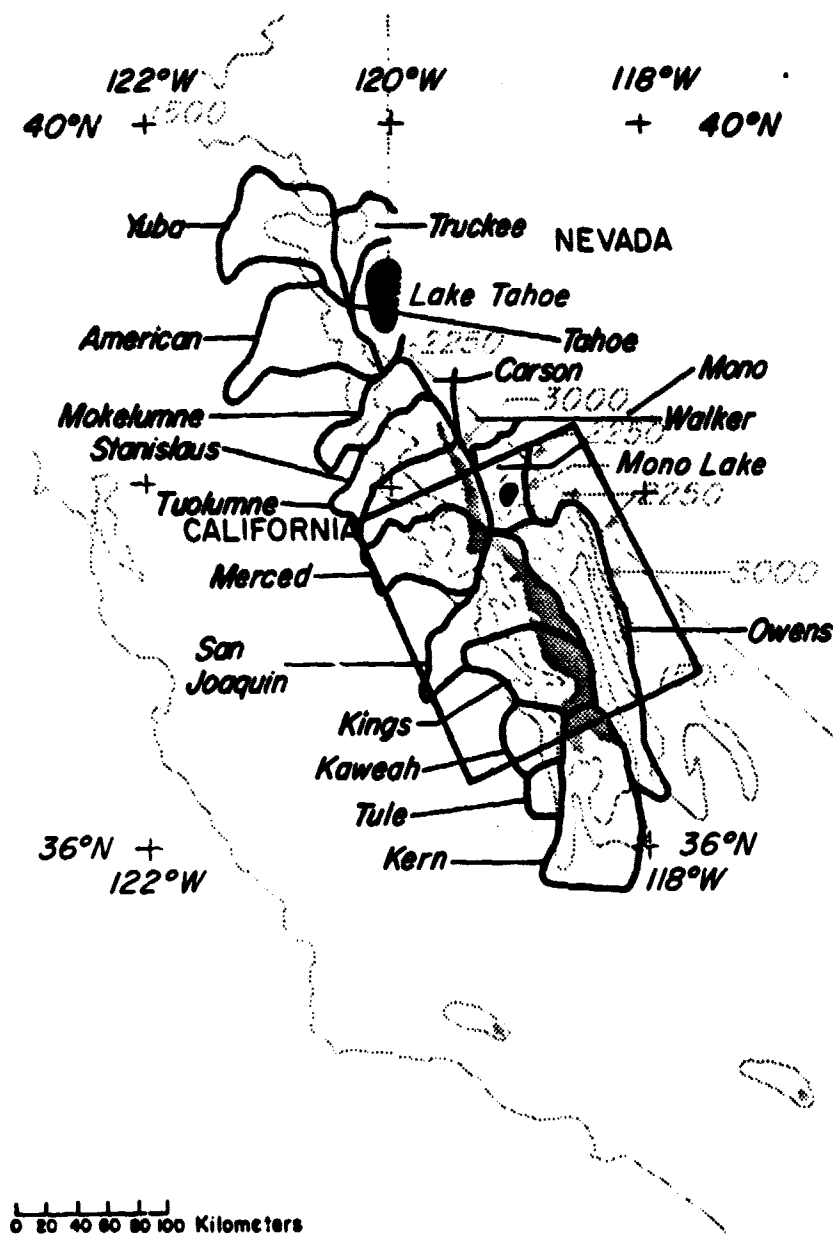 122°W 120°W 118°W
40°N 1500 40°N
Yuba Truckee
NEVADA
Lake Tahoe
American 2250 Tahoe
Carson Mono
3000
Mokelumne Walker
Stanislaus 2250
Mono Lake
Tuolumne 2250
CALIFORNIA
Merced 3000
Owens
San
Joaquin
Kings
Kaweah
Tule
36°N Kern 36°N
122°W 118°W
0 20 40 60 80 100 Kilometers